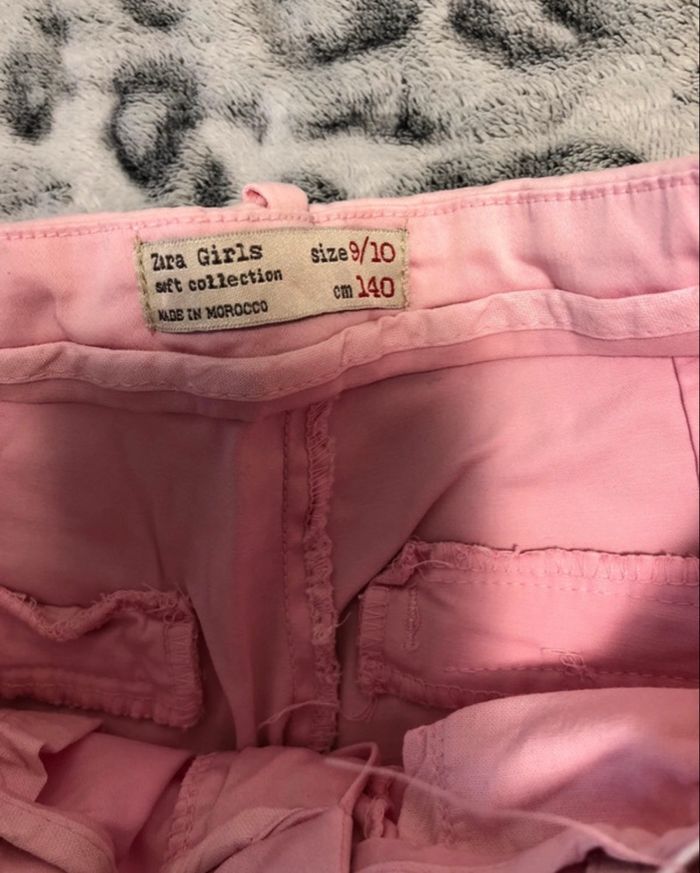 Zara Girls
soft collection
MADE IN MOROCCO
size 9/10
cm 140